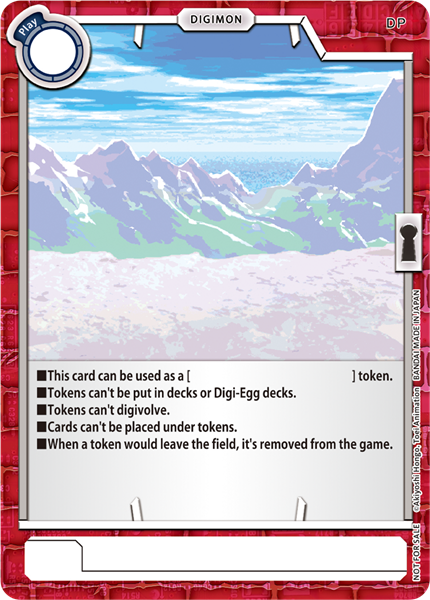 Play
DIGIMON
DP
■This card can be used as a [ ] token.
■Tokens can't be put in decks or Digi-Egg decks.
■Tokens can't digivolve.
■Cards can't be placed under tokens.
■When a token would leave the field, it's removed from the game.
NOT FOR SALE ©Akiyoshi Hongo, Toei Animation BANDAI MADE IN JAPAN